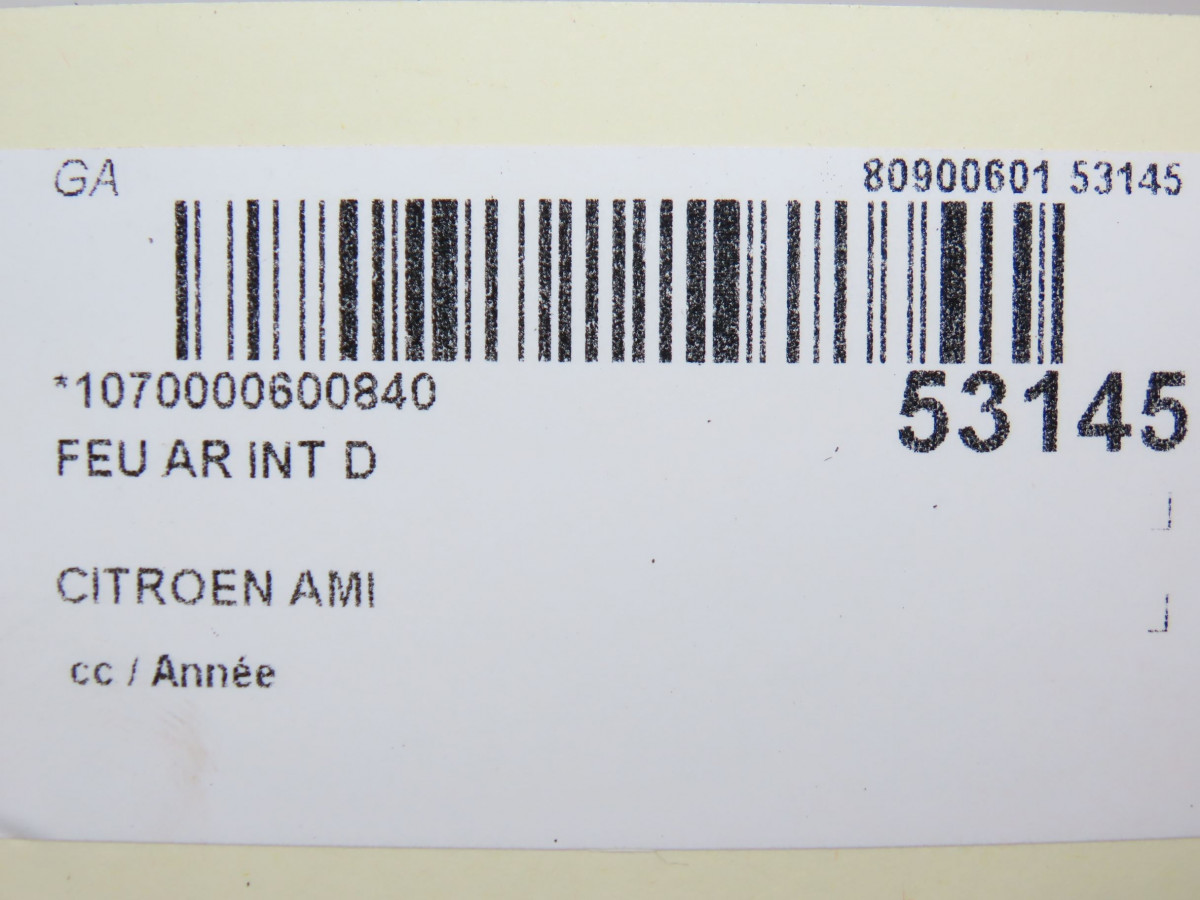 GA
80900601 53145
*1070000600840
53145
FEU AR INT D
CITROEN AMI
cc / Année